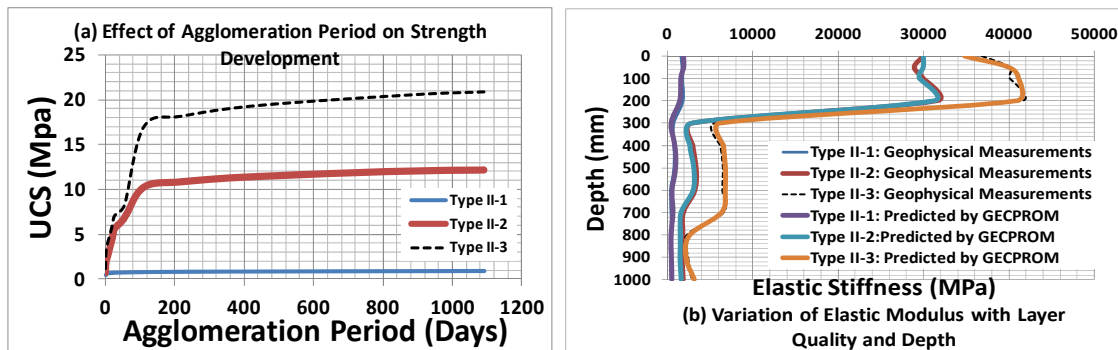 (a) Effect of Agglomeration Period on Strength
Development
25
20
15
10
5
0
UCS (Mpa)
Type II-1
Type II-2
Type II-3
0 200 400 600 800 1000 1200
Agglomeration Period (Days)
0 10000 20000 30000 40000 50000
0
100
200
300
400
500
600
700
800
900
1000
Depth (mm)
Type II-1: Geophysical Measurements
Type II-2: Geophysical Measurements
Type II-3: Geophysical Measurements
Type II-1: Predicted by GECPROM
Type II-2:Predicted by GECPROM
Type II-3: Predicted by GECPROM
Elastic Stiffness (MPa)
(b) Variation of Elastic Modulus with Layer
Quality and Depth